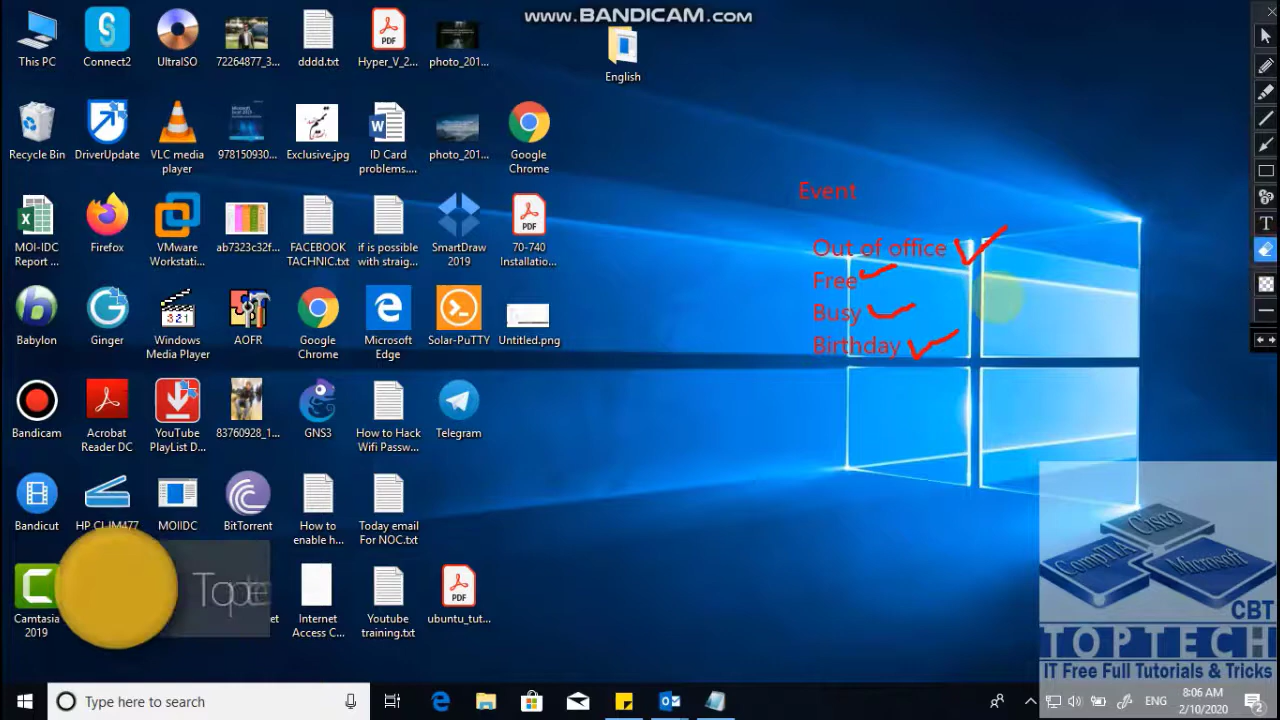 www.BANDICAM.com
This PC
Connect2
UltraISO
72264877_3...
dddd.txt
Hyper_V_2...
photo_201...
English
Recycle Bin
DriverUpdate
VLC media
player
978150930...
Exclusive.jpg
ID Card
problems....
photo_201...
Google
Chrome
Event
MOI-IDC
Report ...
Firefox
VMware
Workstati...
ab7323c32f...
FACEBOOK
TACHNIC.txt
if is possible
with straig...
SmartDraw
2019
70-740
Installatio...
Out of office
Free
Busy
Birthday
Babylon
Ginger
Windows
Media Player
AOFR
Google
Chrome
Microsoft
Edge
Solar-PuTTY
Untitled.png
Bandicam
Acrobat
Reader DC
YouTube
PlayList D...
83760928_1...
GNS3
How to Hack
Wifi Passw...
Telegram
Bandicut
HP CLJM477
MOIIDC
BitTorrent
How to
enable h...
Today email
For NOC.txt
Camtasia
2019
Topte
Internet
Access C...
Youtube
training.txt
ubuntu_tut...
CompTIA
Cisco
Microsoft
CBT
TOPTECH
IT Free Full Tutorials & Tricks
Type here to search
ENG
8:06 AM
2/10/2020
2